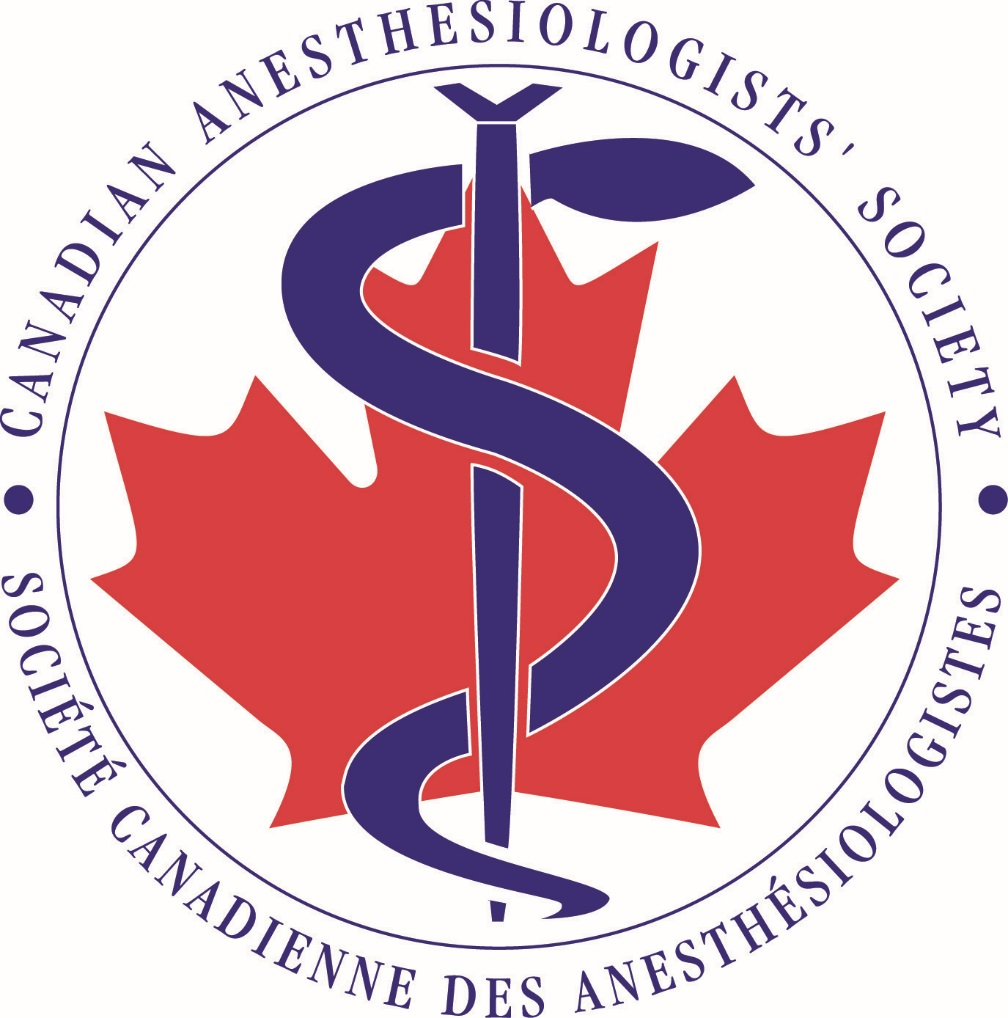 CANADIAN ANESTHESIOLOGISTS' SOCIETY
SOCIÉTÉ CANADIENNE DES ANESTHÉSIOLOGISTES